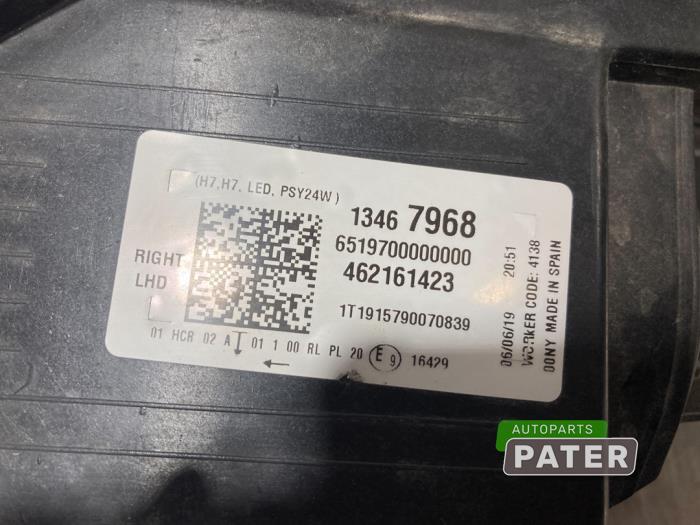 (H7,H7, LED, PSY24W)
1346 7968
6519700000000
462161423
RIGHT
LHD
1T1915790070839
01 HCR 02 A 01 1 00 RL PL 20 E9 16429
06/06/19 20:51
WORKER CODE: 4138
00NY MADE IN SPAIN
AUTOPARTS
PATER